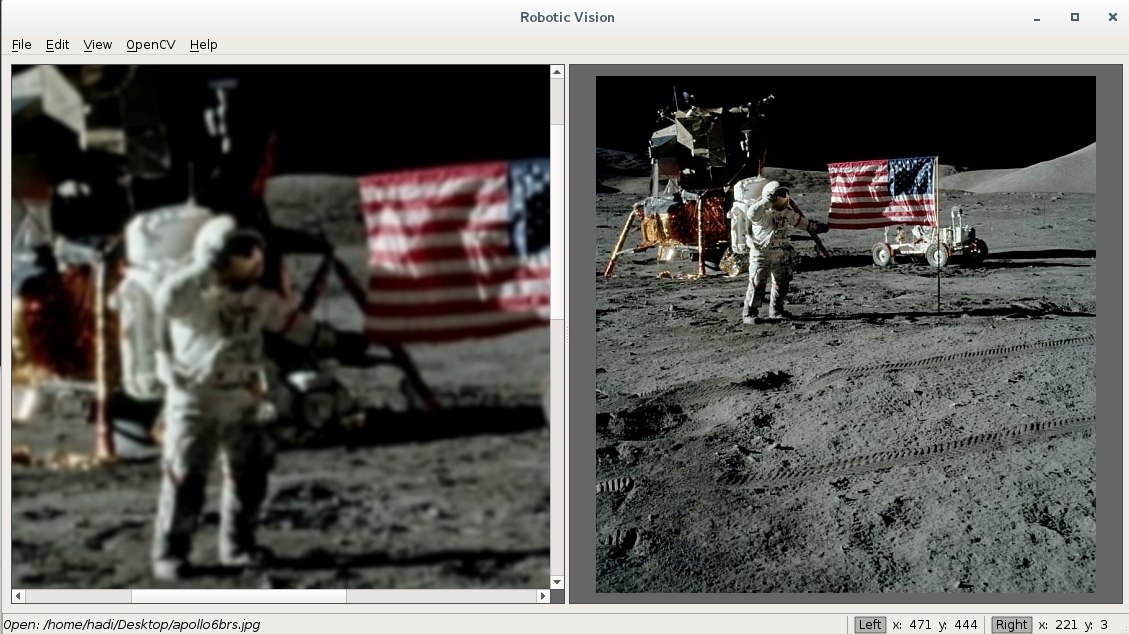 Robotic Vision
File Edit View OpenCV Help
Open: /home/hadi/Desktop/apollo6brs.jpg
Left x: 471 y: 444 Right x: 221 y: 3